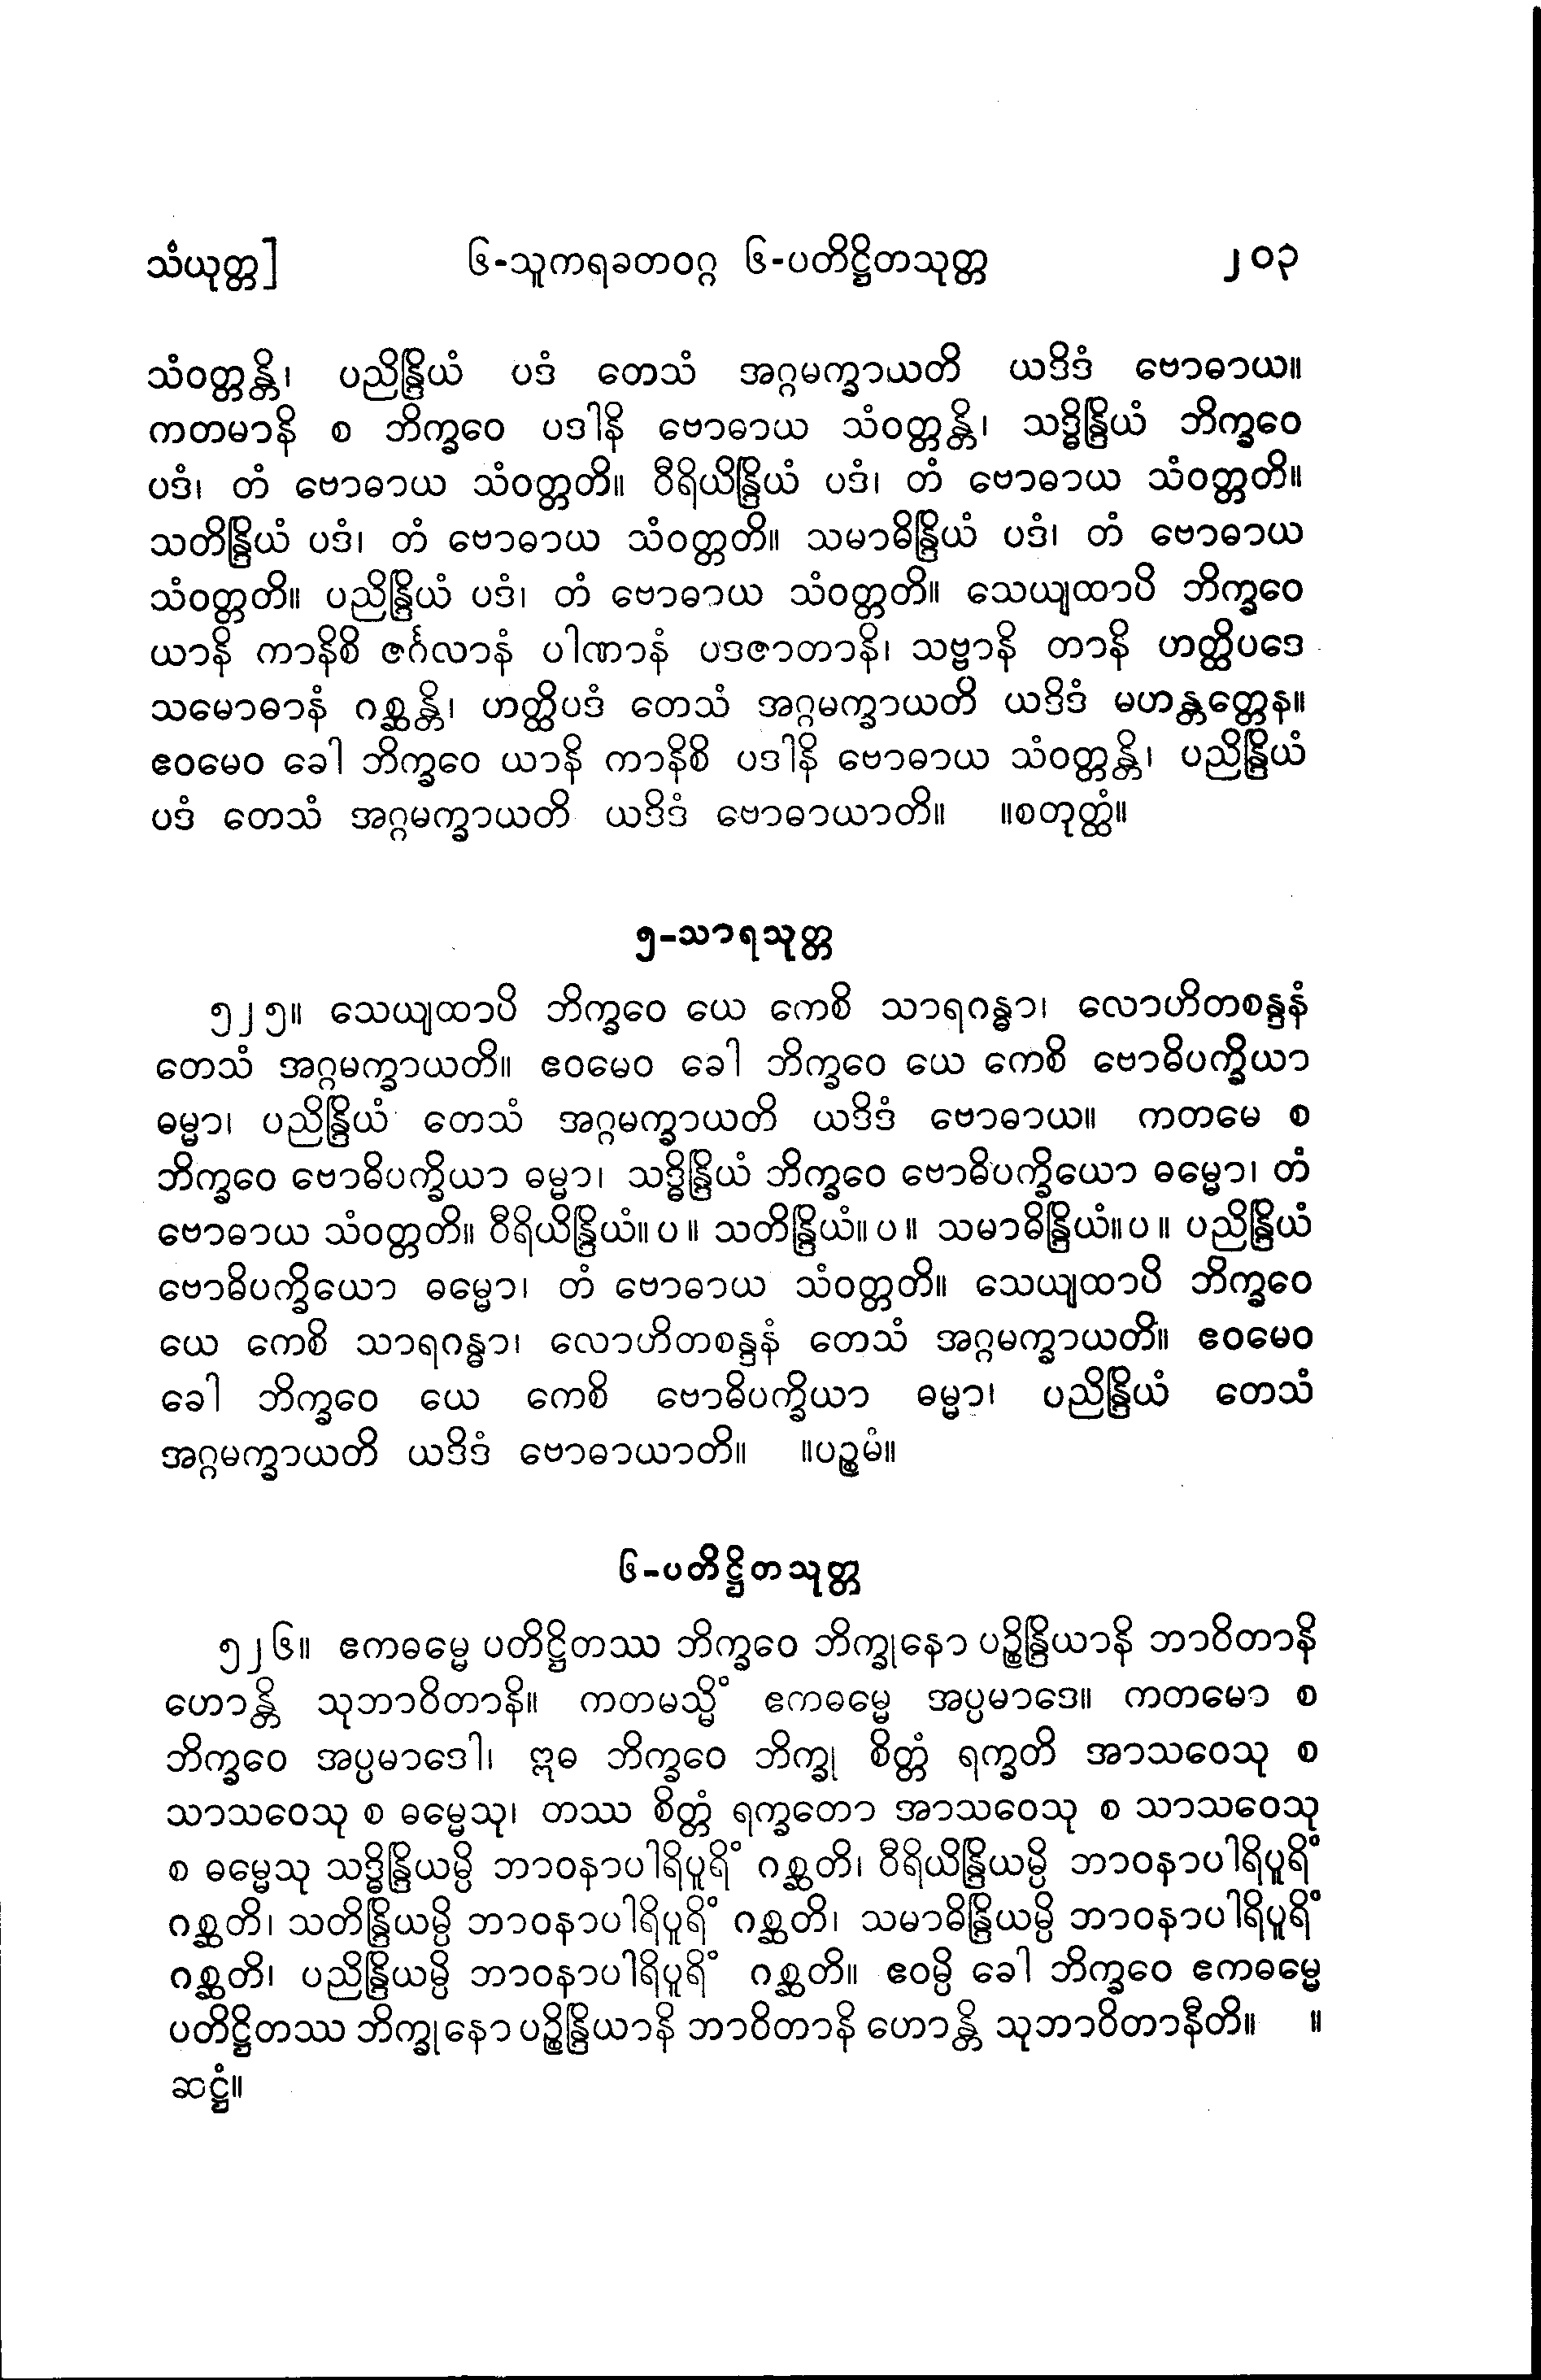 သံယုတ္တ] ၆-သူကရခတဝဂ္ဂ ၆-ပတိဋ္ဌိတသုတ္တ ၂၀၃
သံဝတ္တန္တိ၊ ပညိန္ဒြိယံ ပဒံ တေသံ အဂ္ဂမက္ခာယတိ ယဒိဒံ ဗောဓာယ။
ကတမာနိ စ ဘိက္ခဝေ ပဒါနိ ဗောဓာယ သံဝတ္တန္တိ၊ သဒ္ဓိန္ဒြိယံ ဘိက္ခဝေ
ပဒံ၊ တံ ဗောဓာယ သံဝတ္တတိ။ ဝီရိယိန္ဒြိယံ ပဒံ၊ တံ ဗောဓာယ သံဝတ္တတိ။
သတိန္ဒြိယံ ပဒံ၊ တံ ဗောဓာယ သံဝတ္တတိ။ သမာဓိန္ဒြိယံ ပဒံ၊ တံ ဗောဓာယ
သံဝတ္တတိ။ ပညိန္ဒြိယံ ပဒံ၊ တံ ဗောဓာယ သံဝတ္တတိ။ သေယျထာပိ ဘိက္ခဝေ
ယာနိ ကာနိစိ ဇင်္ဂလာနံ ပါဏာနံ ပဒဇာတာနိ၊ သဗ္ဗာနိ တာနိ ဟတ္ထိပဒေ
သမောဓာနံ ဂစ္ဆန္တိ၊ ဟတ္ထိပဒံ တေသံ အဂ္ဂမက္ခာယတိ ယဒိဒံ မဟန္တတ္တေန။
ဧဝမေဝ ခေါ ဘိက္ခဝေ ယာနိ ကာနိစိ ပဒါနိ ဗောဓာယ သံဝတ္တန္တိ၊ ပညိန္ဒြိယံ
ပဒံ တေသံ အဂ္ဂမက္ခာယတိ ယဒိဒံ ဗောဓာယာတိ။ ။စတုတ္ထံ။
၅-သာရသုတ္တ
၅၂၅။ သေယျထာပိ ဘိက္ခဝေ ယေ ကေစိ သာရဂန္ဓာ၊ လောဟိတစန္ဒနံ
တေသံ အဂ္ဂမက္ခာယတိ။ ဧဝမေဝ ခေါ ဘိက္ခဝေ ယေ ကေစိ ဗောဓိပက္ခိယာ
ဓမ္မာ၊ ပညိန္ဒြိယံ တေသံ အဂ္ဂမက္ခာယတိ ယဒိဒံ ဗောဓာယ။ ကတမေ စ
ဘိက္ခဝေ ဗောဓိပက္ခိယာ ဓမ္မာ၊ သဒ္ဓိန္ဒြိယံ ဘိက္ခဝေ ဗောဓိပက္ခိယော ဓမ္မော၊ တံ
ဗောဓာယ သံဝတ္တတိ။ ဝီရိယိန္ဒြိယံ။ပ။ သတိန္ဒြိယံ။ပ။ သမာဓိန္ဒြိယံ။ပ။ ပညိန္ဒြိယံ
ဗောဓိပက္ခိယော ဓမ္မော၊ တံ ဗောဓာယ သံဝတ္တတိ။ သေယျထာပိ ဘိက္ခဝေ
ယေ ကေစိ သာရဂန္ဓာ၊ လောဟိတစန္ဒနံ တေသံ အဂ္ဂမက္ခာယတိ။ ဧဝမေဝ
ခေါ ဘိက္ခဝေ ယေ ကေစိ ဗောဓိပက္ခိယာ ဓမ္မာ၊ ပညိန္ဒြိယံ တေသံ
အဂ္ဂမက္ခာယတိ ယဒိဒံ ဗောဓာယာတိ။ ။ပဉ္စမံ။
၆-ပတိဋ္ဌိတသုတ္တ
၅၂၆။ ဧကဓမ္မေ ပတိဋ္ဌိတဿ ဘိက္ခဝေ ဘိက္ခုနော ပဉ္စိန္ဒြိယာနိ ဘာဝိတာနိ
ဟောန္တိ သုဘာဝိတာနိ။ ကတမသ္မိံ ဧကဓမ္မေ အပ္ပမာဒေ။ ကတမော စ
ဘိက္ခဝေ အပ္ပမာဒေါ၊ ဣဓ ဘိက္ခဝေ ဘိက္ခု စိတ္တံ ရက္ခတိ အာသဝေသု စ
သာသဝေသု စ ဓမ္မေသု၊ တဿ စိတ္တံ ရက္ခတော အာသဝေသု စ သာသဝေသု
စ ဓမ္မေသု သဒ္ဓိန္ဒြိယမ္ပိ ဘာဝနာပါရိပူရိံ ဂစ္ဆတိ၊ ဝီရိယိန္ဒြိယမ္ပိ ဘာဝနာပါရိပူရိံ
ဂစ္ဆတိ၊ သတိန္ဒြိယမ္ပိ ဘာဝနာပါရိပူရိံ ဂစ္ဆတိ၊ သမာဓိန္ဒြိယမ္ပိ ဘာဝနာပါရိပူရိံ
ဂစ္ဆတိ၊ ပညိန္ဒြိယမ္ပိ ဘာဝနာပါရိပူရိံ ဂစ္ဆတိ။ ဧဝမ္ပိ ခေါ ဘိက္ခဝေ ဧကဓမ္မေ
ပတိဋ္ဌိတဿ ဘိက္ခုနော ပဉ္စိန္ဒြိယာနိ ဘာဝိတာနိ ဟောန္တိ သုဘာဝိတာနီတိ။ ။
ဆဋ္ဌံ။